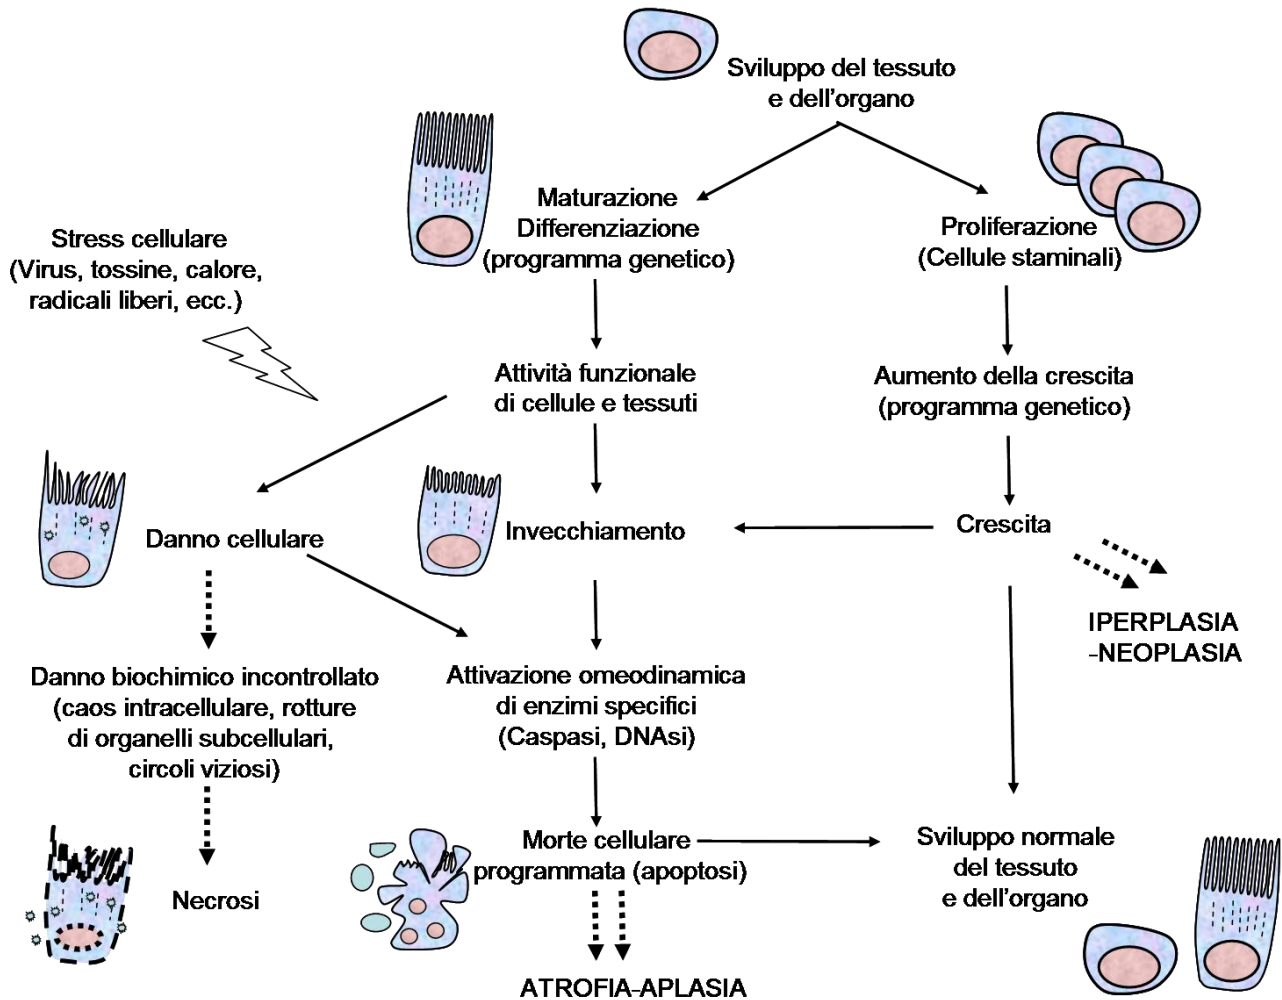 Sviluppo del tessuto
e dell'organo
Maturazione
Differenziazione
(programma genetico)
Proliferazione
(Cellule staminali)
Stress cellulare
(Virus, tossine, calore,
radicali liberi, ecc.)
Attività funzionale
di cellule e tessuti
Aumento della crescita
(programma genetico)
Danno cellulare
Invecchiamento
Crescita
IPERPLASIA
-NEOPLASIA
Danno biochimico incontrollato
(caos intracellulare, rotture
di organelli subcellulari,
circoli viziosi)
Attivazione omeodinamica
di enzimi specifici
(Caspasi, DNAsi)
Necrosi
Morte cellulare
programmata (apoptosi)
Sviluppo normale
del tessuto
e dell'organo
ATROFIA-APLASIA